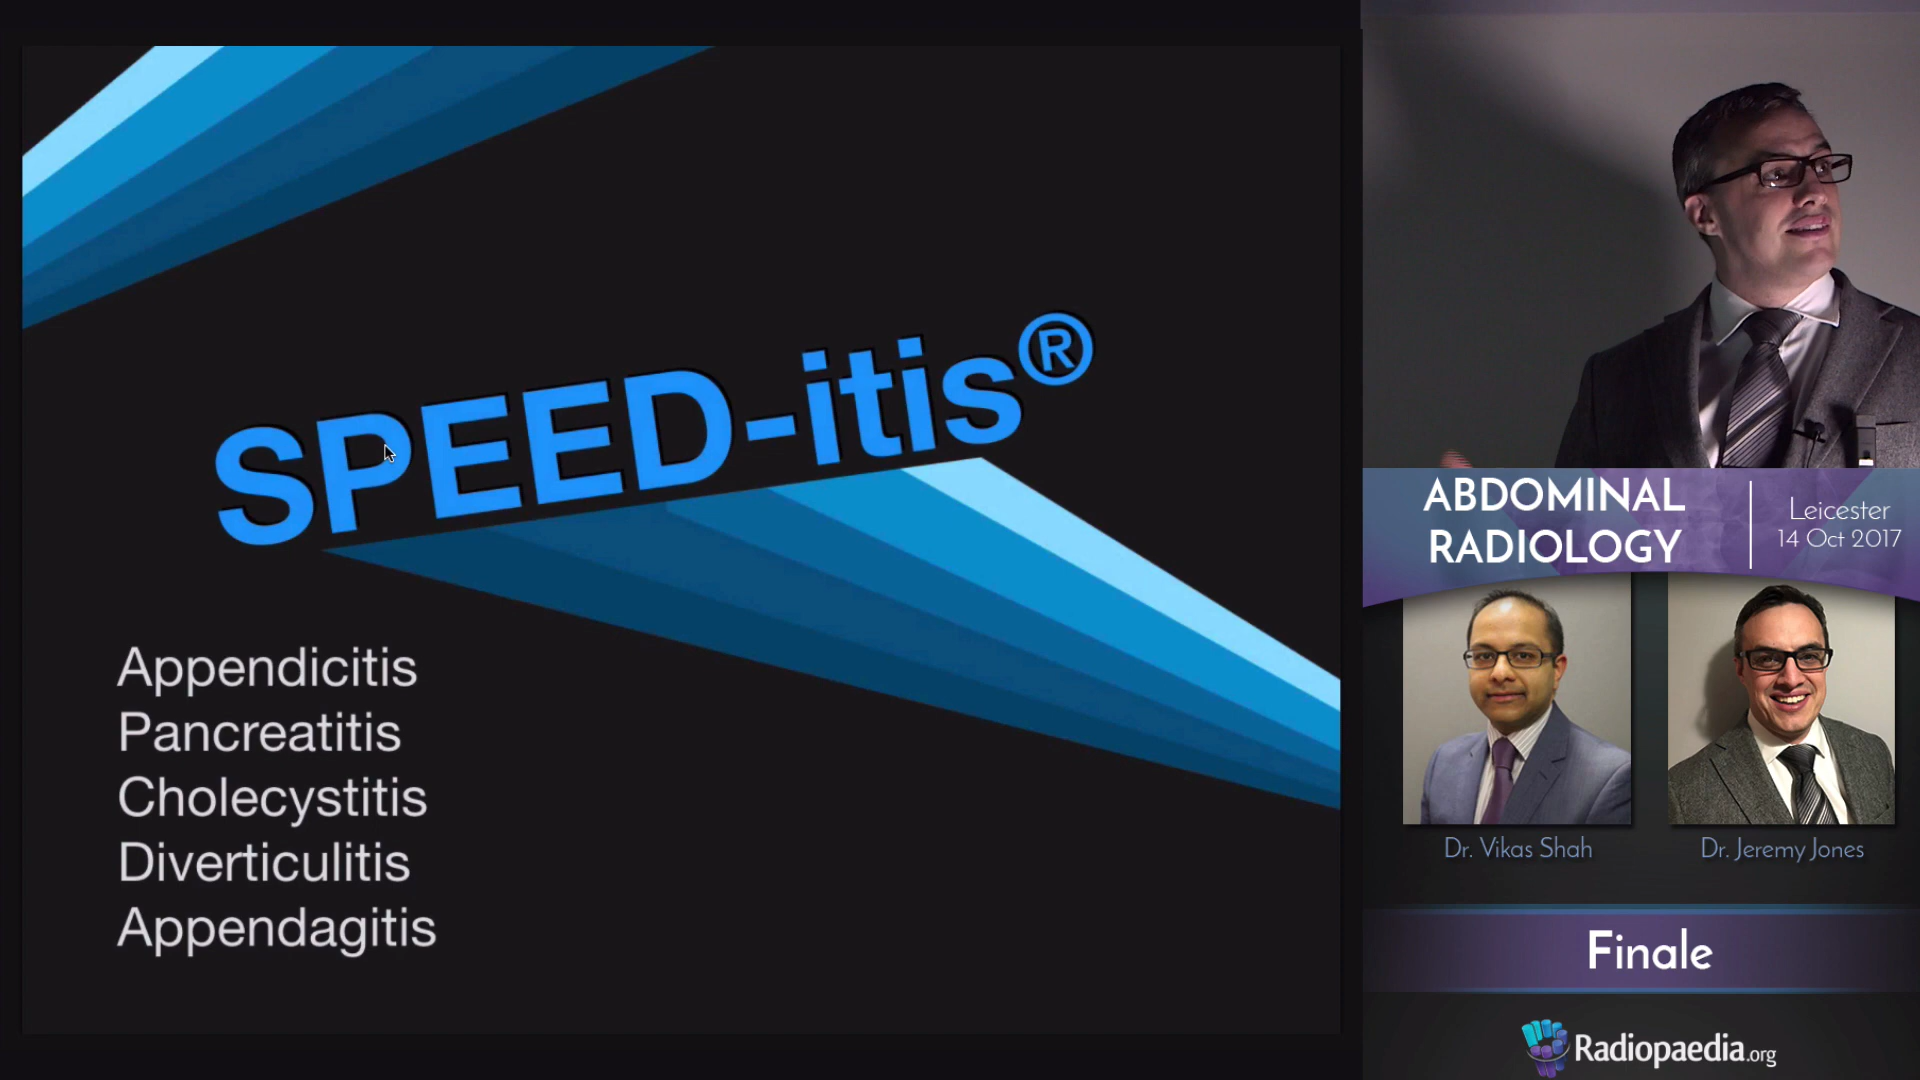 SPEED-itis®
Appendicitis
Pancreatitis
Cholecystitis
Diverticulitis
Appendagitis
ABDOMINAL
RADIOLOGY
Leicester
14 Oct 2017
Dr. Vikas Shah
Dr. Jeremy Jones
Finale
Radiopaedia.org